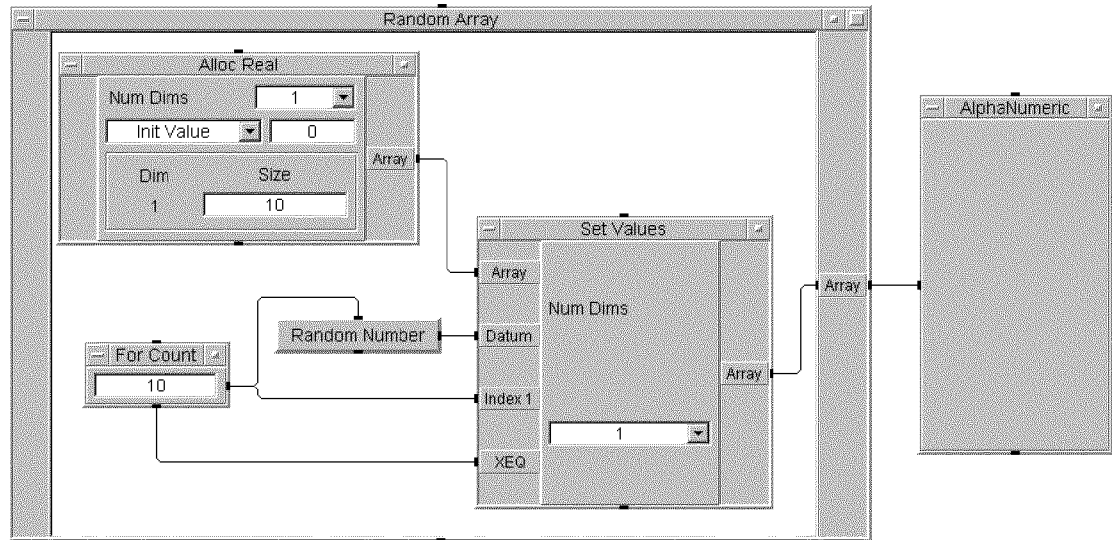 Random Array
Alloc Real
Num Dims 1
Init Value 0
Array
Dim Size
1 10
AlphaNumeric
Set Values
Array
Num Dims
Array
Random Number
Datum
For Count
10
Array
Index 1
1
XEQ